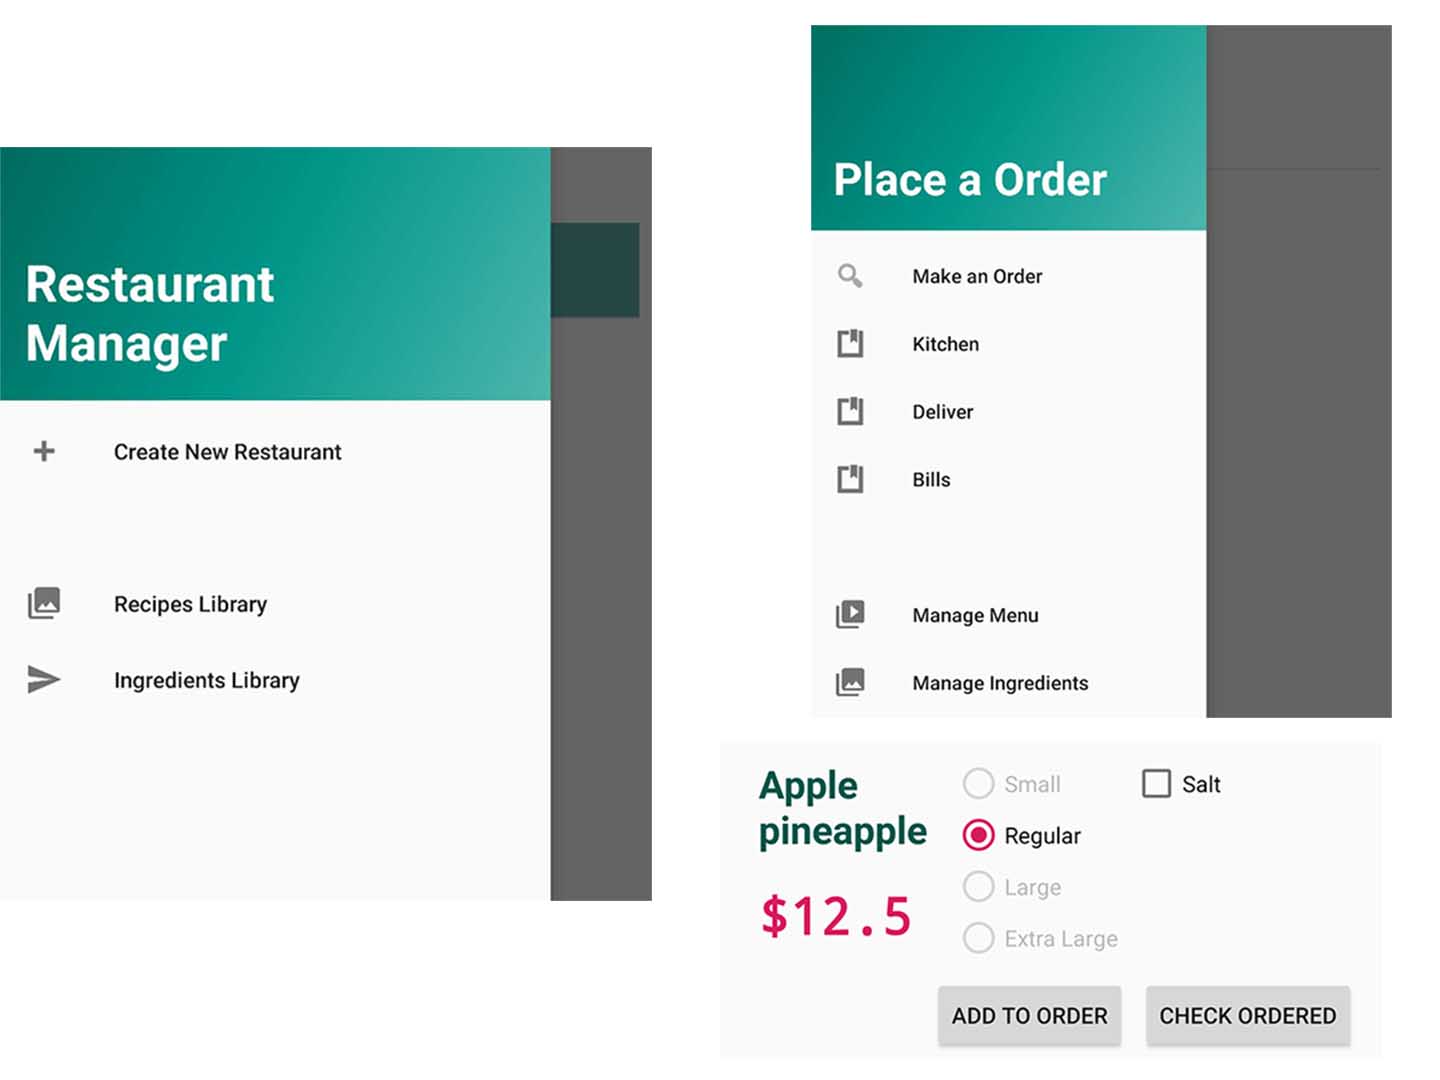 Restaurant
Manager
Create New Restaurant
Recipes Library
Ingredients Library
Place a Order
Make an Order
Kitchen
Deliver
Bills
Manage Menu
Manage Ingredients
Apple
pineapple
$12.5
Small
Regular
Large
Extra Large
Salt
ADD TO ORDER
CHECK ORDERED